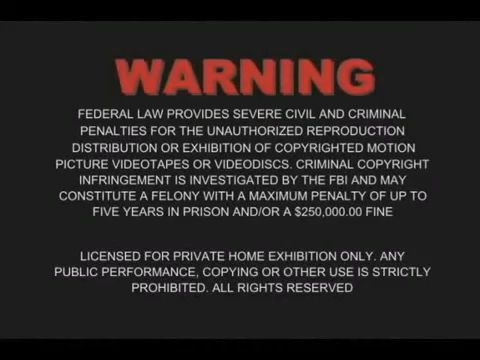 WARNING
FEDERAL LAW PROVIDES SEVERE CIVIL AND CRIMINAL
PENALTIES FOR THE UNAUTHORIZED REPRODUCTION
DISTRIBUTION OR EXHIBITION OF COPYRIGHTED MOTION
PICTURE VIDEOTAPES OR VIDEODISCS. CRIMINAL COPYRIGHT
INFRINGEMENT IS INVESTIGATED BY THE FBI AND MAY
CONSTITUTE A FELONY WITH A MAXIMUM PENALTY OF UP TO
FIVE YEARS IN PRISON AND/OR A $250,000.00 FINE
LICENSED FOR PRIVATE HOME EXHIBITION ONLY. ANY
PUBLIC PERFORMANCE, COPYING OR OTHER USE IS STRICTLY
PROHIBITED. ALL RIGHTS RESERVED